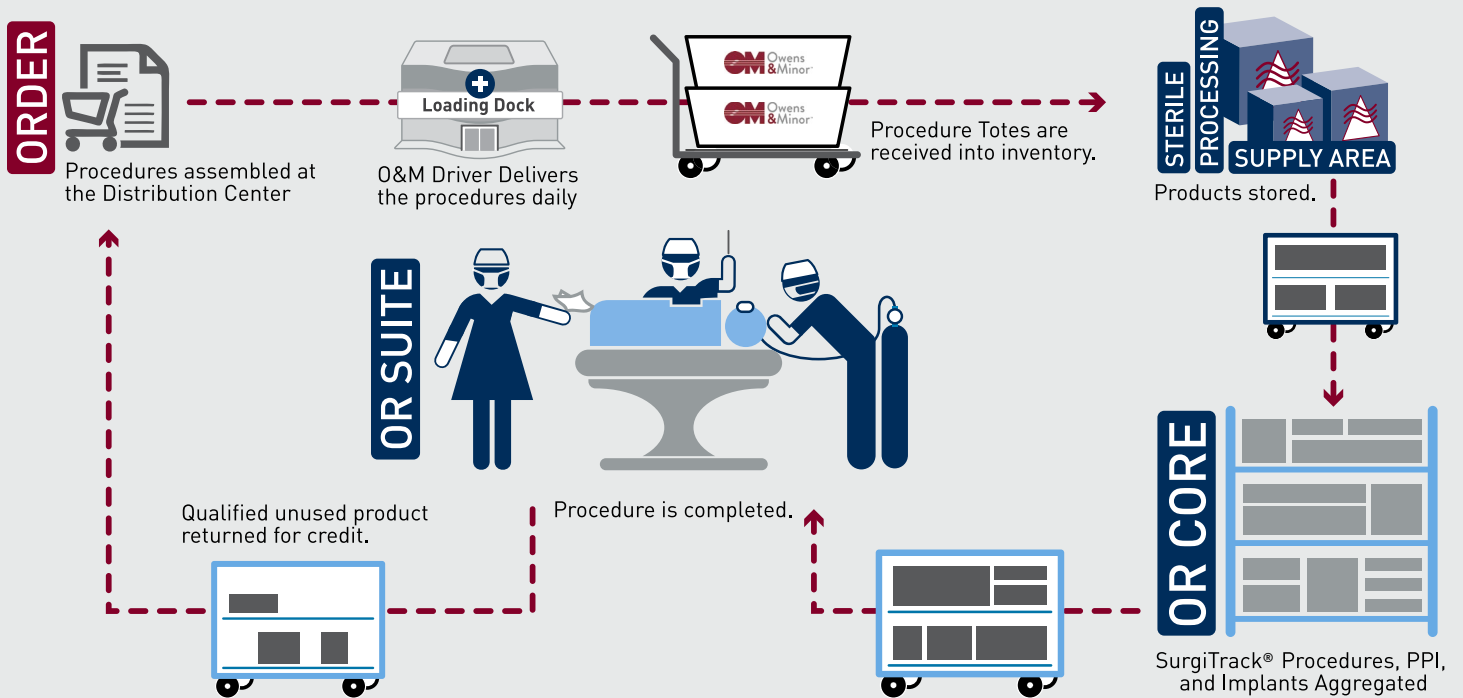 ORDER
Procedures assembled at
the Distribution Center
Loading Dock
O&M Driver Delivers
the procedures daily
OM Owens
&Minor™
OM Owens
&Minor™
Procedure Totes are
received into inventory.
STERILE
PROCESSING
SUPPLY AREA
Products stored.
OR SUITE
Procedure is completed.
Qualified unused product
returned for credit.
OR CORE
SurgiTrack® Procedures, PPI,
and Implants Aggregated